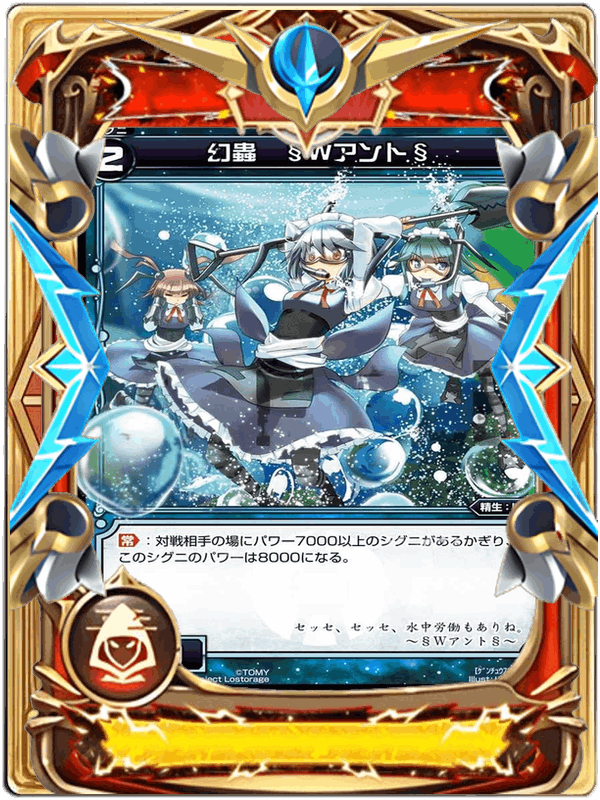 2
幻蟲 §Wアント§
精生:
常:対戦相手の場にパワー7000以上のシグニがあるかぎり、
このシグニのパワーは8000になる。
セッセ、セッセ、水中労働もありね。
～§Wアント§～
©TOMY
lect Lostorage
Illust: